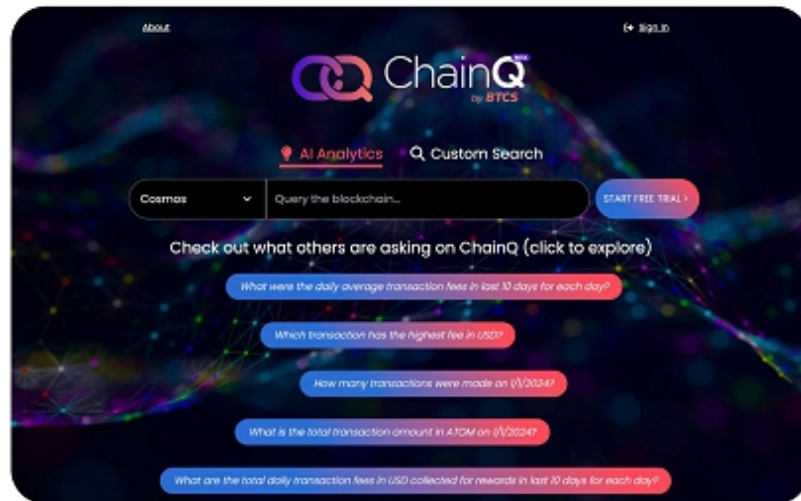 About
Sign In
ChainQ BETA
by BTCS
AI Analytics
Custom Search
Cosmos
Query the blockchain...
START FREE TRIAL >
Check out what others are asking on ChainQ (click to explore)
What were the daily average transaction fees in last 10 days for each day?
Which transaction has the highest fee in USD?
How many transactions were made on 1/1/2024?
What is the total transaction amount in ATOM on 1/1/2024?
What are the total daily transaction fees in USD collected for rewards in last 10 days for each day?